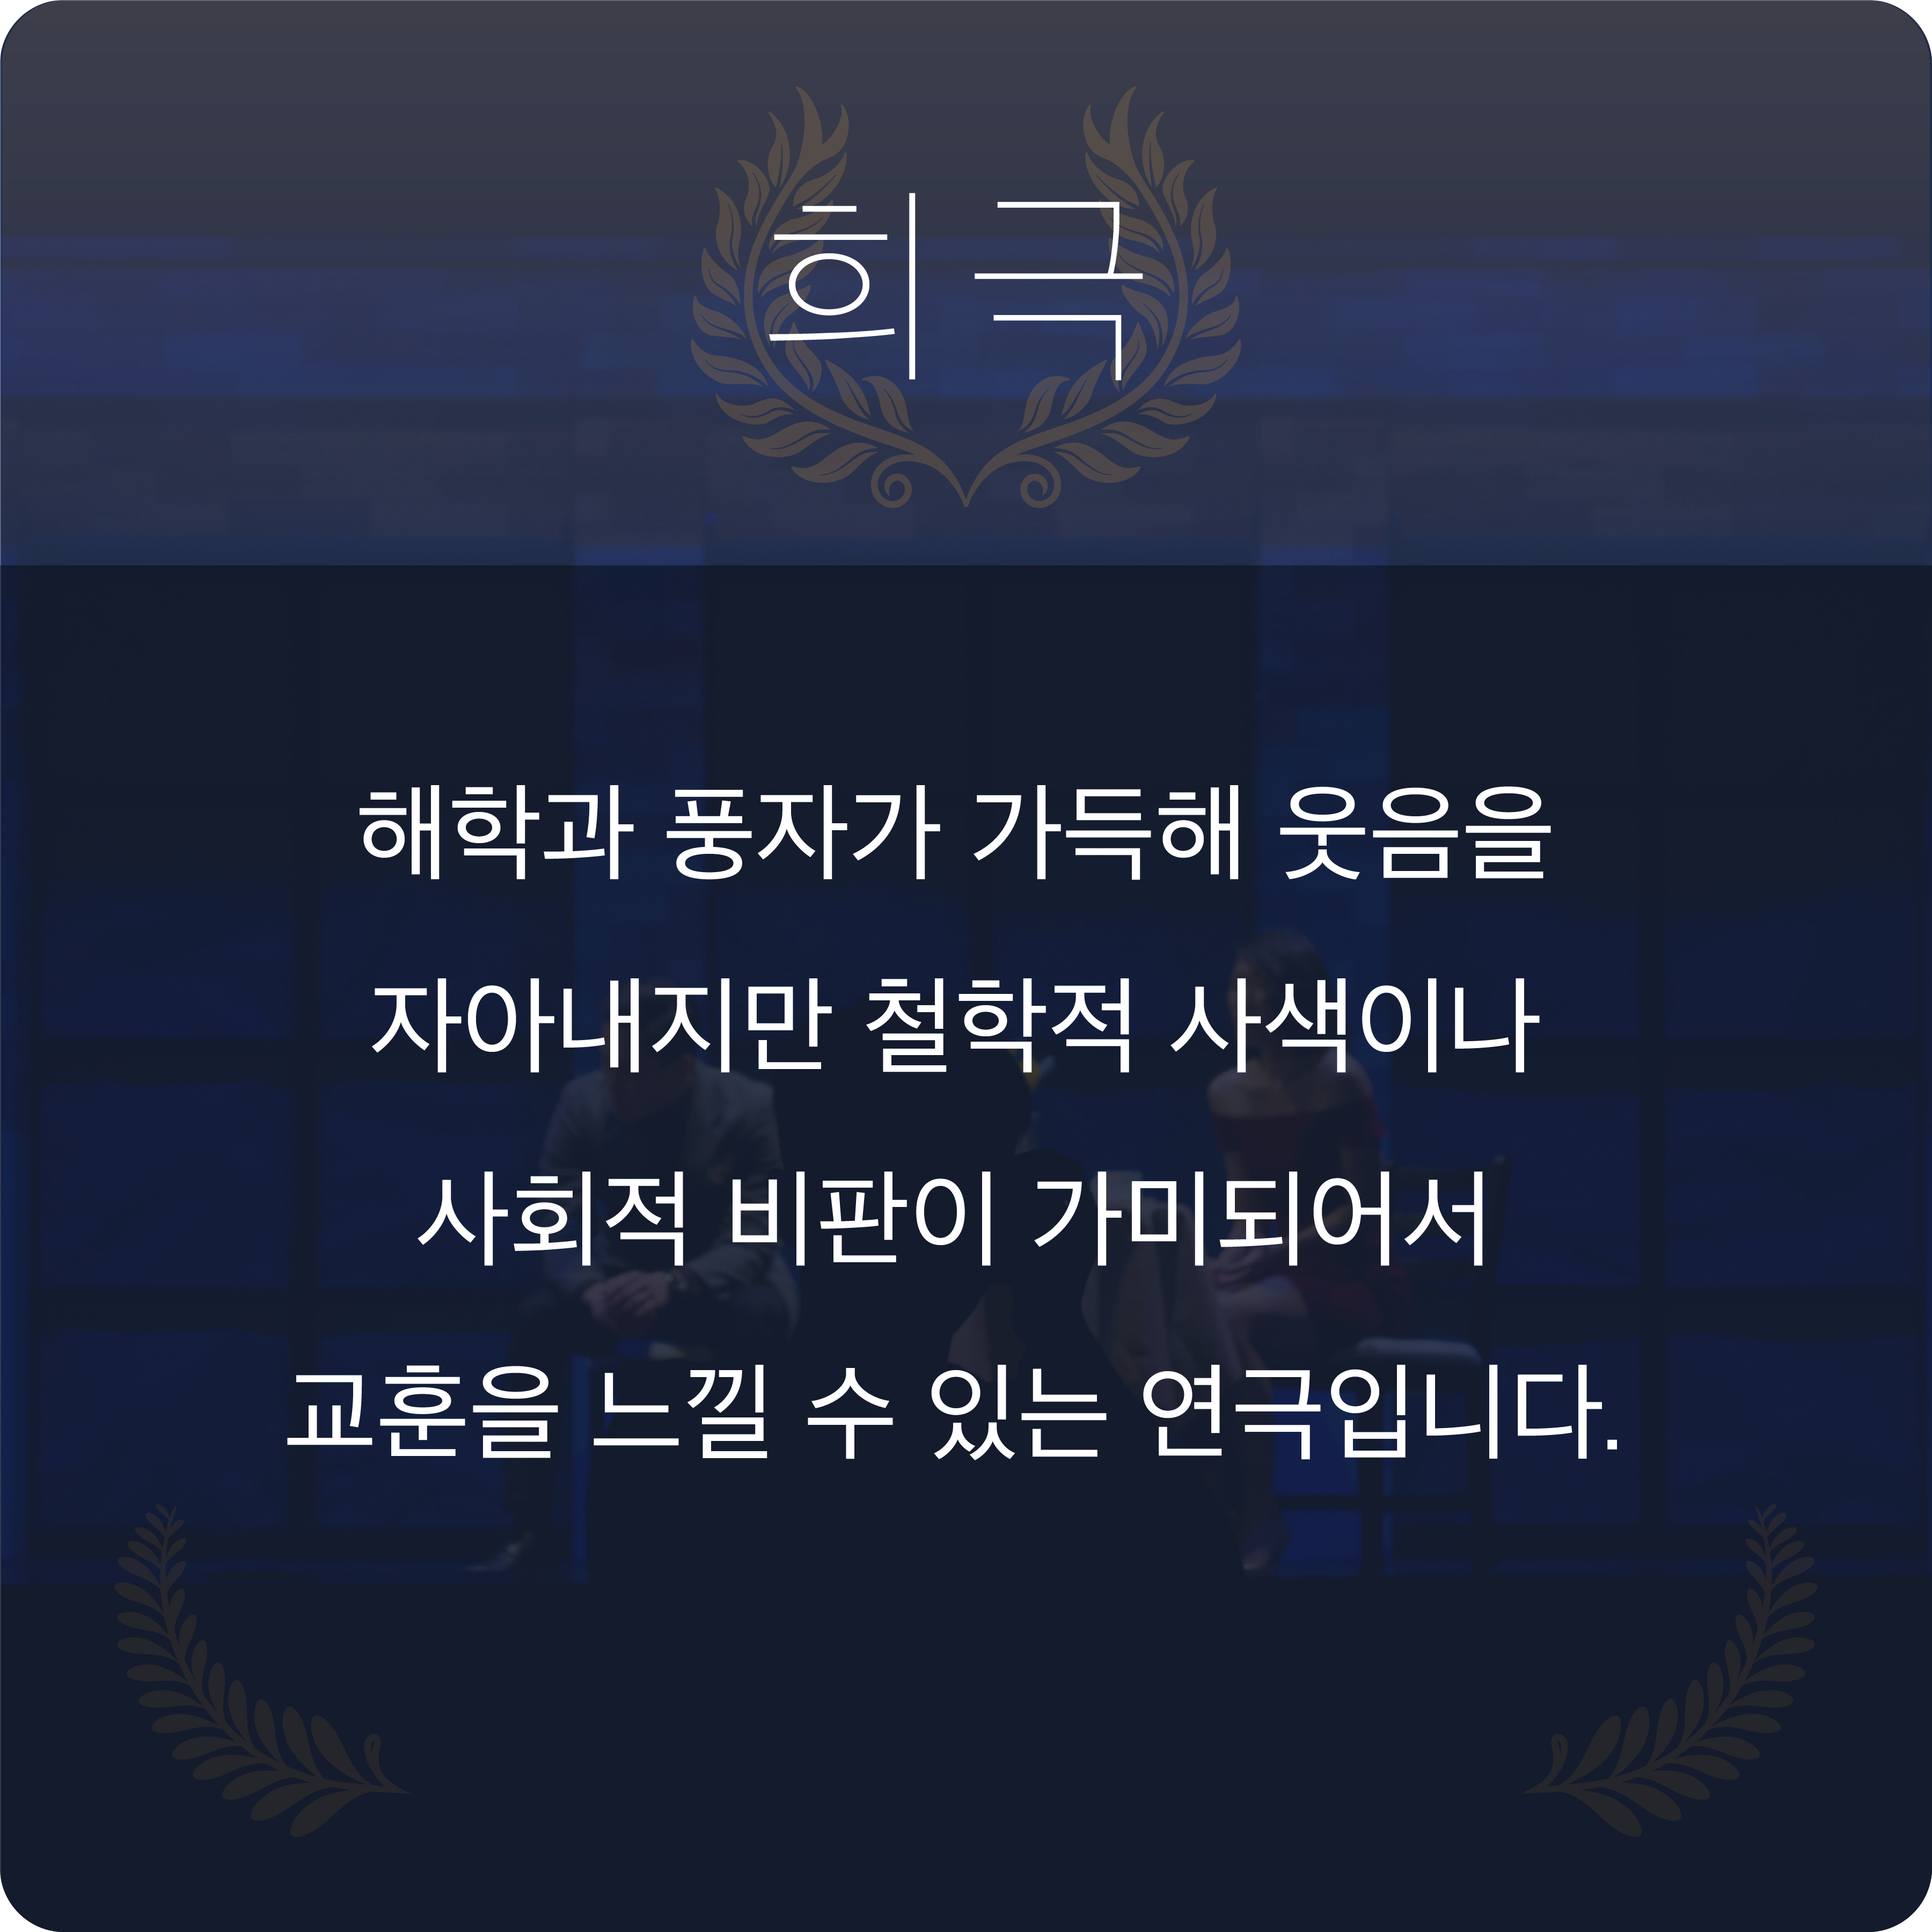 희극
해학과 풍자가 가득해 웃음을
자아내지만 철학적 사색이나
사회적 비판이 가미되어서
교훈을 느낄 수 있는 연극입니다.